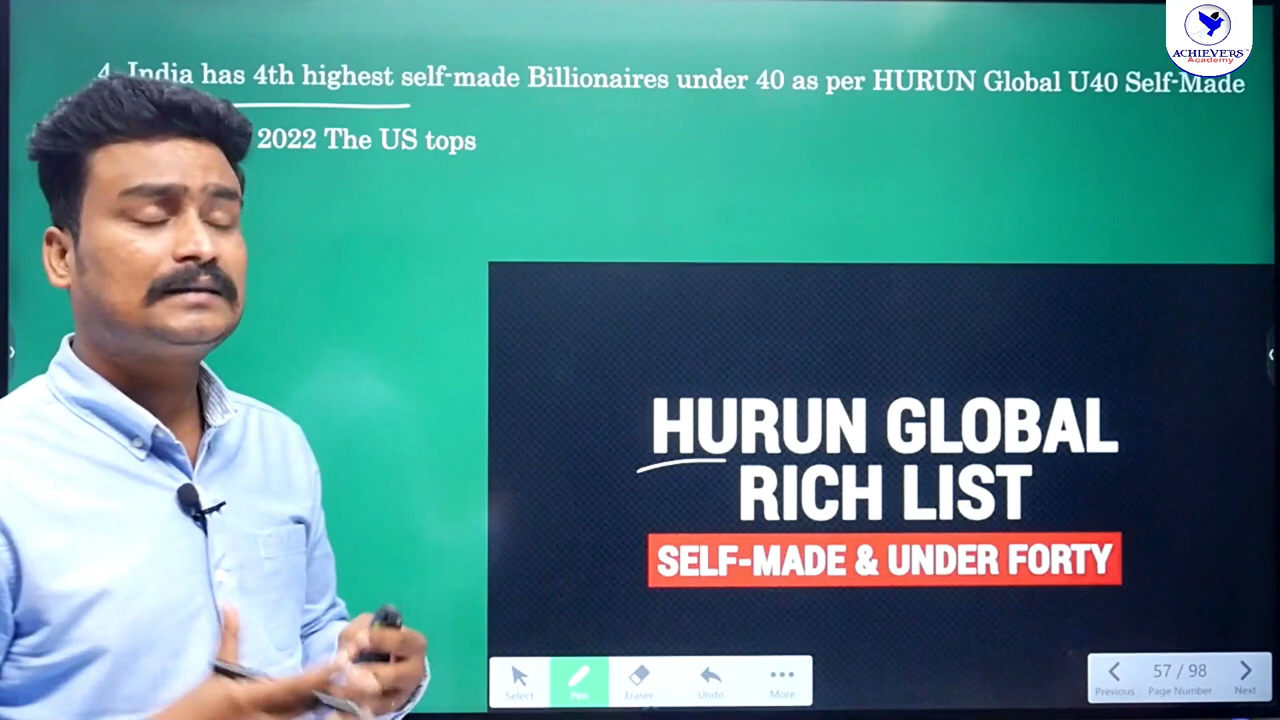 ACHIEVERS
Academy
4. India has 4th highest self-made Billionaires under 40 as per HURUN Global U40 Self-Made
2022 The US tops
HURUN GLOBAL
RICH LIST
SELF-MADE & UNDER FORTY
Select
Pen
Eraser
Undo
More
Previous
57 / 98
Page Number
Next